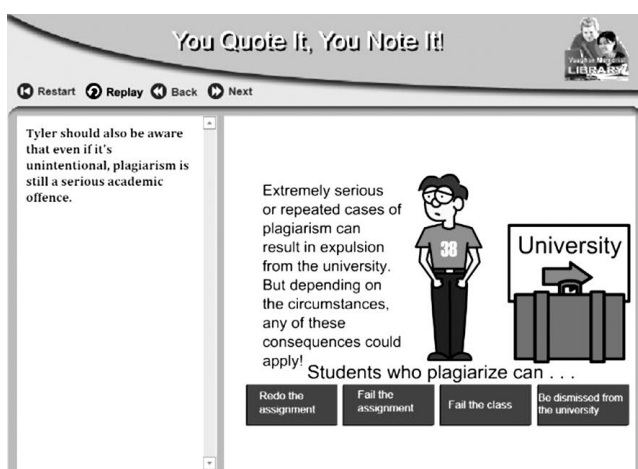 You Quote It, You Note It!
Vaughan Memorial
LIBRARY
Restart Replay Back Next
Tyler should also be aware
that even if it's
unintentional, plagiarism is
still a serious academic
offence.
Extremely serious
or repeated cases of
plagiarism can
result in expulsion
from the university.
But depending on
the circumstances,
any of these
consequences could
apply!
38
University
Students who plagiarize can . . .
Redo the
assignment
Fail the
assignment
Fail the class
Be dismissed from
the university